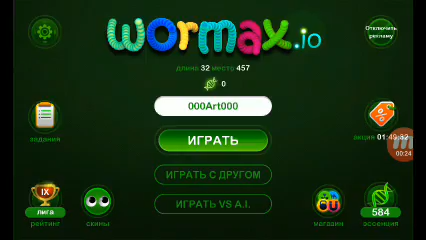 wormax.io
Отключить
рекламу
длина 32 место 457
0
000Art000
задания
ИГРАТЬ
акция 01:49:32
00:24
ИГРАТЬ С ДРУГОМ
IX
лига
рейтинг
скины
ИГРАТЬ VS A.I.
магазин
584
эссенция